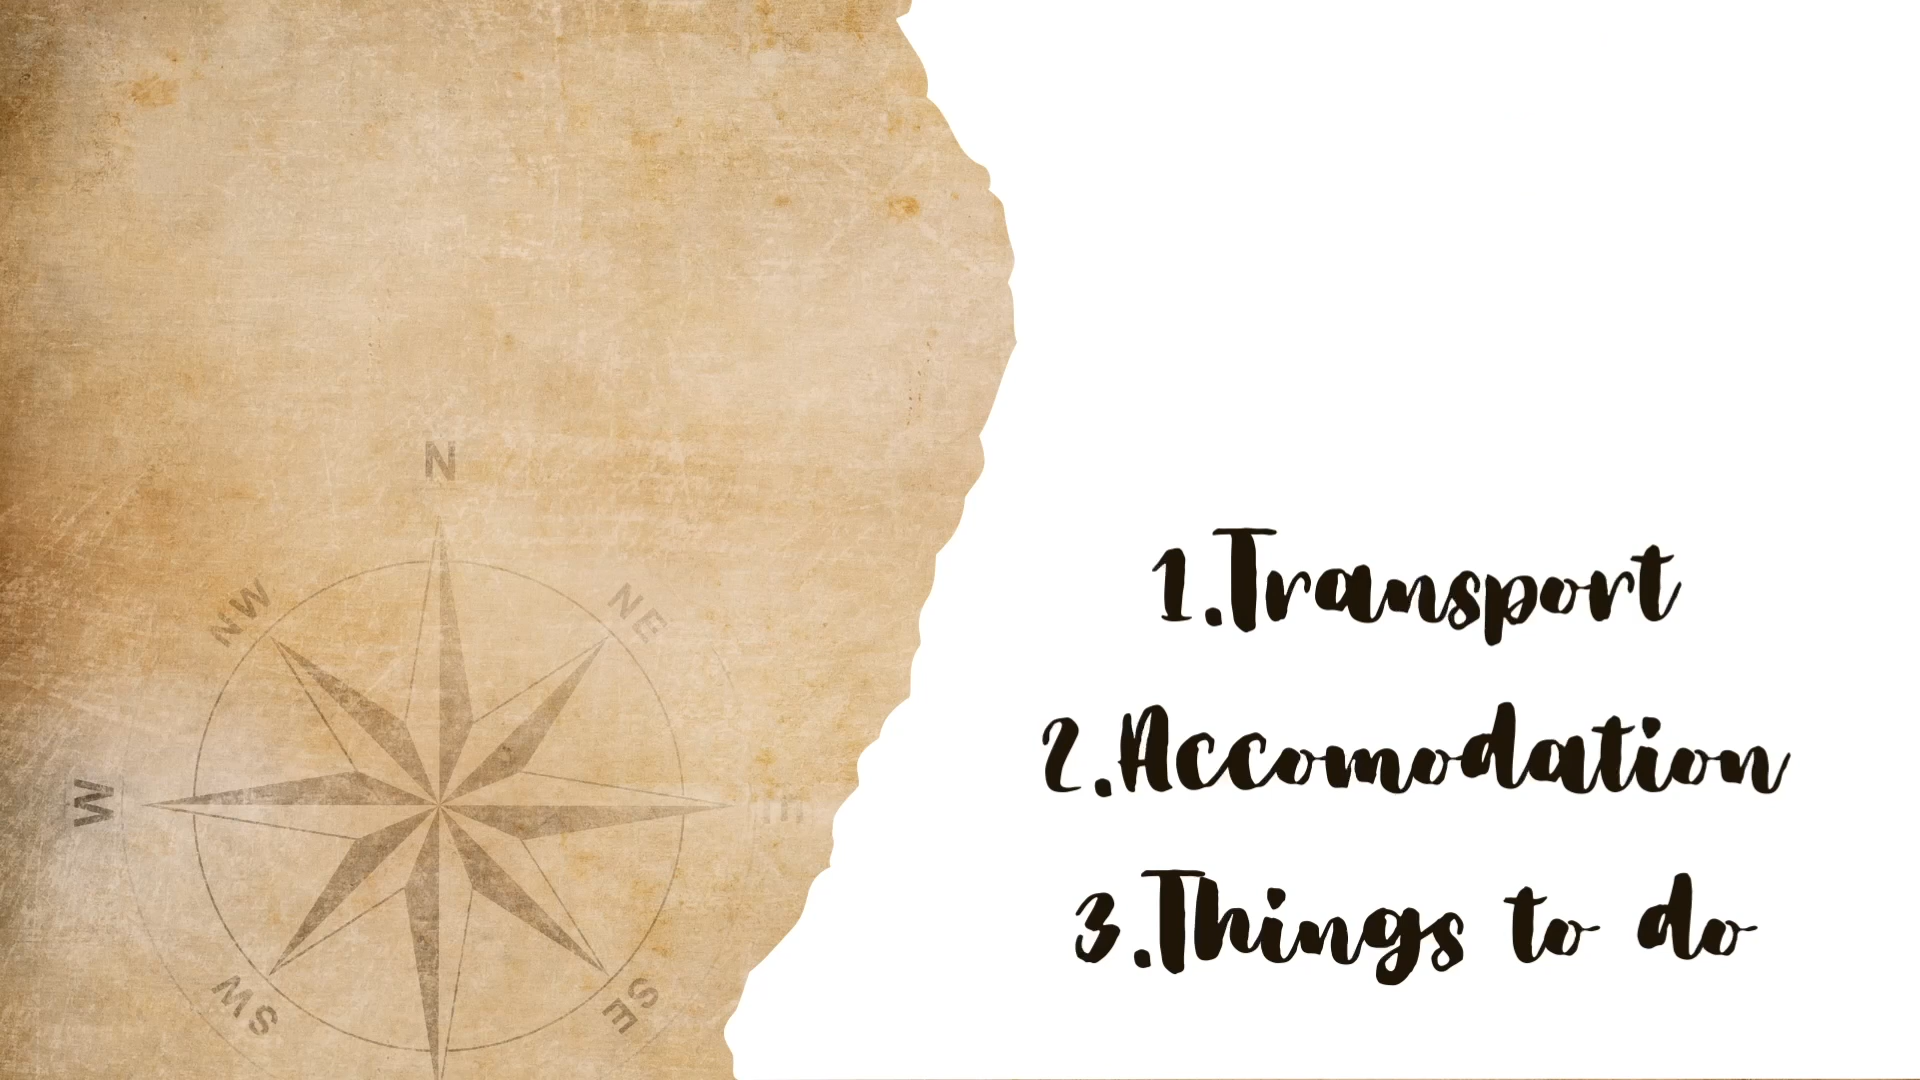 N
NW
NE
W
E
SW
SE
1.Transport
2.Accomodation
3.Things to do